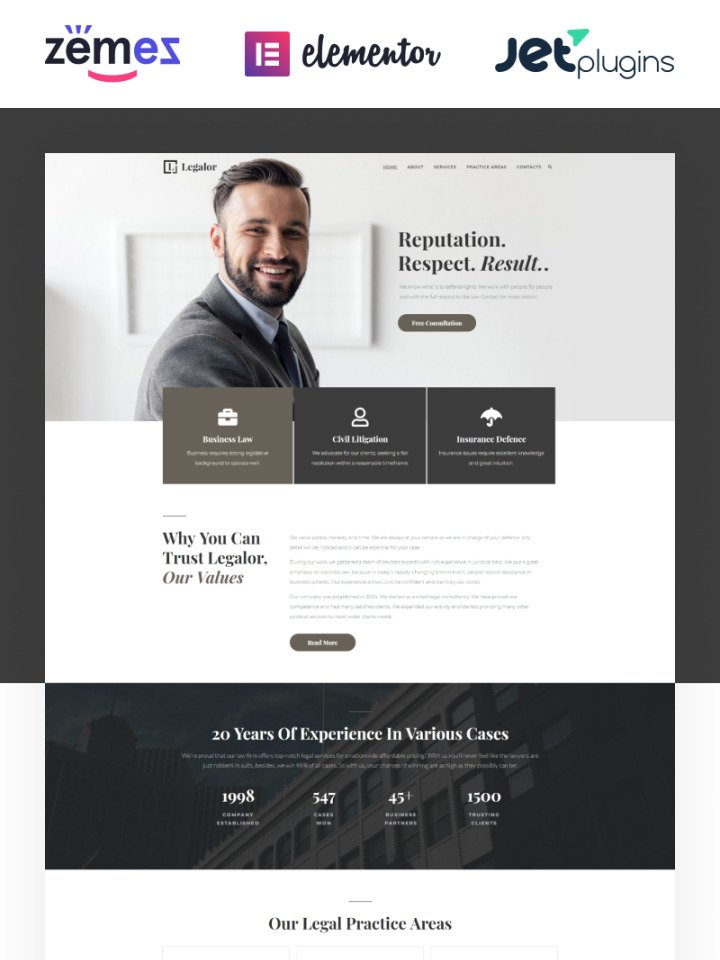 zemes
elementor
Jetplugins
Legalor
HOME ABOUT SERVICES PRACTICE AREAS CONTACTS
Reputation.
Respect. Result..
We know what is to defend rights. We work with people for people
and with the full respect to the law. Contact for more details!
Free Consultation
Business Law
Business requires strong legislative
background to operate well.
Civil Litigation
We advocate for our clients, seeking a fair
resolution within a reasonable timeframe.
Insurance Defence
Insurance issues require excellent knowledge
and great intuition.
Why You Can
Trust Legalor,
Our Values
We value justice, honesty and time. We are always at your service as we are in charge of your defence. Any
detail will be noticed and it can be essential for your case.
During our work we gathered a team of devoted experts with rich experience in juridical field. We put a great
emphasis on business law, because in today's rapidly-changing environment, people require assistance in
business spheres. Our experience allows us to be confident and stand by our words.
Our company was established in 2004. We started as a small legal consultancy. We have proved our
competence and had many satisfied clients. We expanded our activity and started providing many other
juridical services to meet wider clients' needs.
Read More
20 Years Of Experience In Various Cases
We're proud that our law firm offers top-notch legal services for a nationwide affordable pricing! With us you'll never feel like the lawyers are
just robbers in suits, besides, we win 98% of all cases. So with us, your chances of winning are as high as they possibly can be!
1998 547 45+ 1500
COMPANY CASES BUSINESS TRUSTING
ESTABLISHED WON PARTNERS CLIENTS
Our Legal Practice Areas